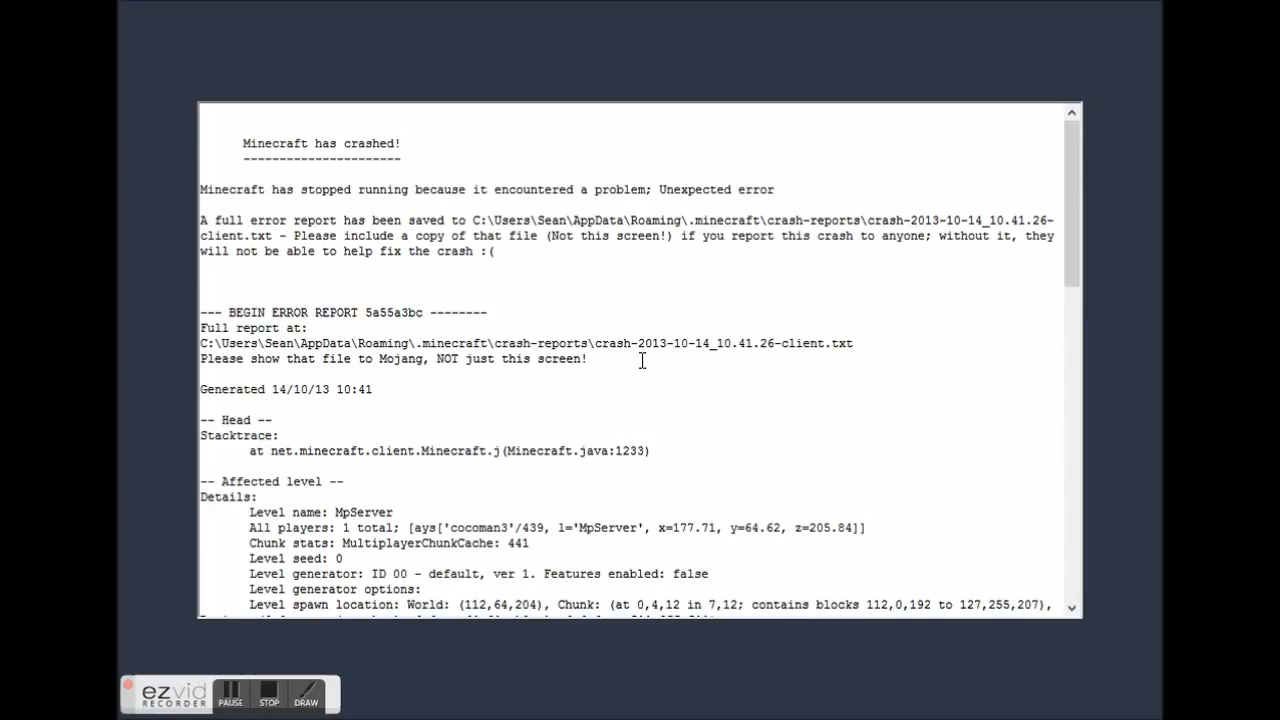 Minecraft has crashed!
----------------------
Minecraft has stopped running because it encountered a problem; Unexpected error
A full error report has been saved to C:\Users\Sean\AppData\Roaming\.minecraft\crash-reports\crash-2013-10-14_10.41.26-
client.txt - Please include a copy of that file (Not this screen!) if you report this crash to anyone; without it, they
will not be able to help fix the crash :(
--- BEGIN ERROR REPORT 5a55a3bc --------
Full report at:
C:\Users\Sean\AppData\Roaming\.minecraft\crash-reports\crash-2013-10-14_10.41.26-client.txt
Please show that file to Mojang, NOT just this screen!
Generated 14/10/13 10:41
-- Head --
Stacktrace:
at net.minecraft.client.Minecraft.j(Minecraft.java:1233)
-- Affected level --
Details:
Level name: MpServer
All players: 1 total; [ays['cocoman3'/439, l='MpServer', x=177.71, y=64.62, z=205.84]]
Chunk stats: MultiplayerChunkCache: 441
Level seed: 0
Level generator: ID 00 - default, ver 1. Features enabled: false
Level generator options:
Level spawn location: World: (112,64,204), Chunk: (at 0,4,12 in 7,12; contains blocks 112,0,192 to 127,255,207),
ezvid
RECORDER
PAUSE
STOP
DRAW